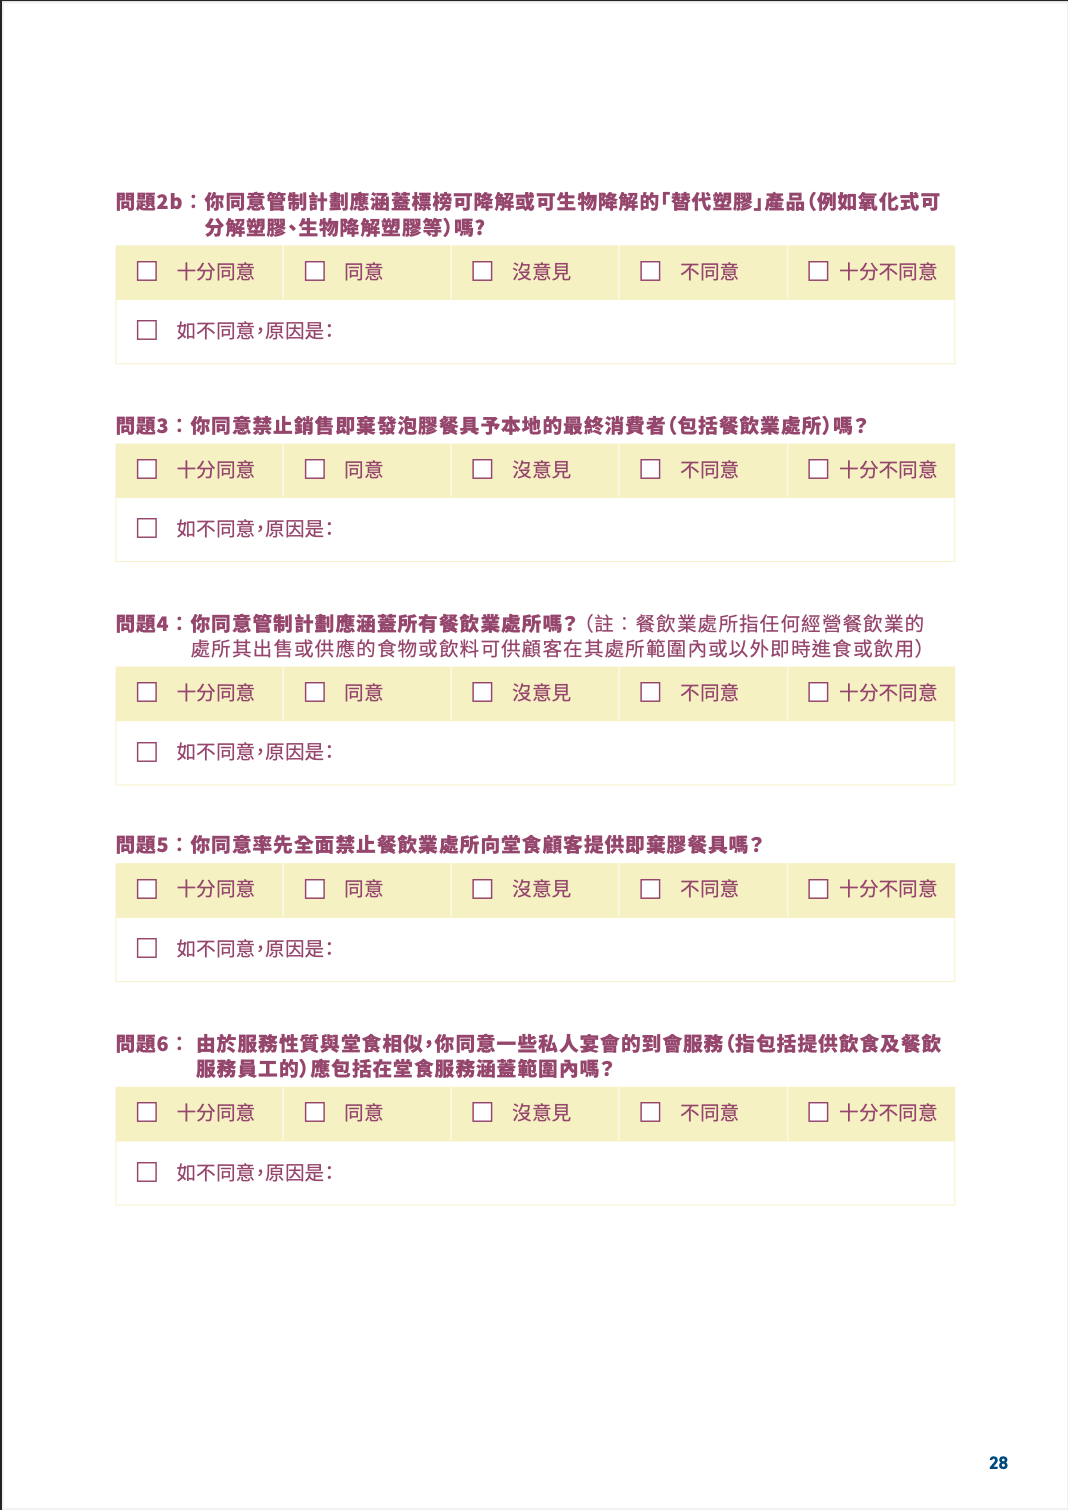 問題2b：你同意管制計劃應涵蓋標榜可降解或可生物降解的「替代塑膠」產品（例如氧化式可
分解塑膠、生物降解塑膠等）嗎？
□ 十分同意 □ 同意 □ 沒意見 □ 不同意 □ 十分不同意
□ 如不同意，原因是：
問題3：你同意禁止銷售即棄發泡膠餐具予本地的最終消費者（包括餐飲業處所）嗎？
□ 十分同意 □ 同意 □ 沒意見 □ 不同意 □ 十分不同意
□ 如不同意，原因是：
問題4：你同意管制計劃應涵蓋所有餐飲業處所嗎？（註：餐飲業處所指任何經營餐飲業的
處所其出售或供應的食物或飲料可供顧客在其處所範圍內或以外即時進食或飲用）
□ 十分同意 □ 同意 □ 沒意見 □ 不同意 □ 十分不同意
□ 如不同意，原因是：
問題5：你同意率先全面禁止餐飲業處所向堂食顧客提供即棄膠餐具嗎？
□ 十分同意 □ 同意 □ 沒意見 □ 不同意 □ 十分不同意
□ 如不同意，原因是：
問題6： 由於服務性質與堂食相似，你同意一些私人宴會的到會服務（指包括提供飲食及餐飲
服務員工的）應包括在堂食服務涵蓋範圍內嗎？
□ 十分同意 □ 同意 □ 沒意見 □ 不同意 □ 十分不同意
□ 如不同意，原因是：
28